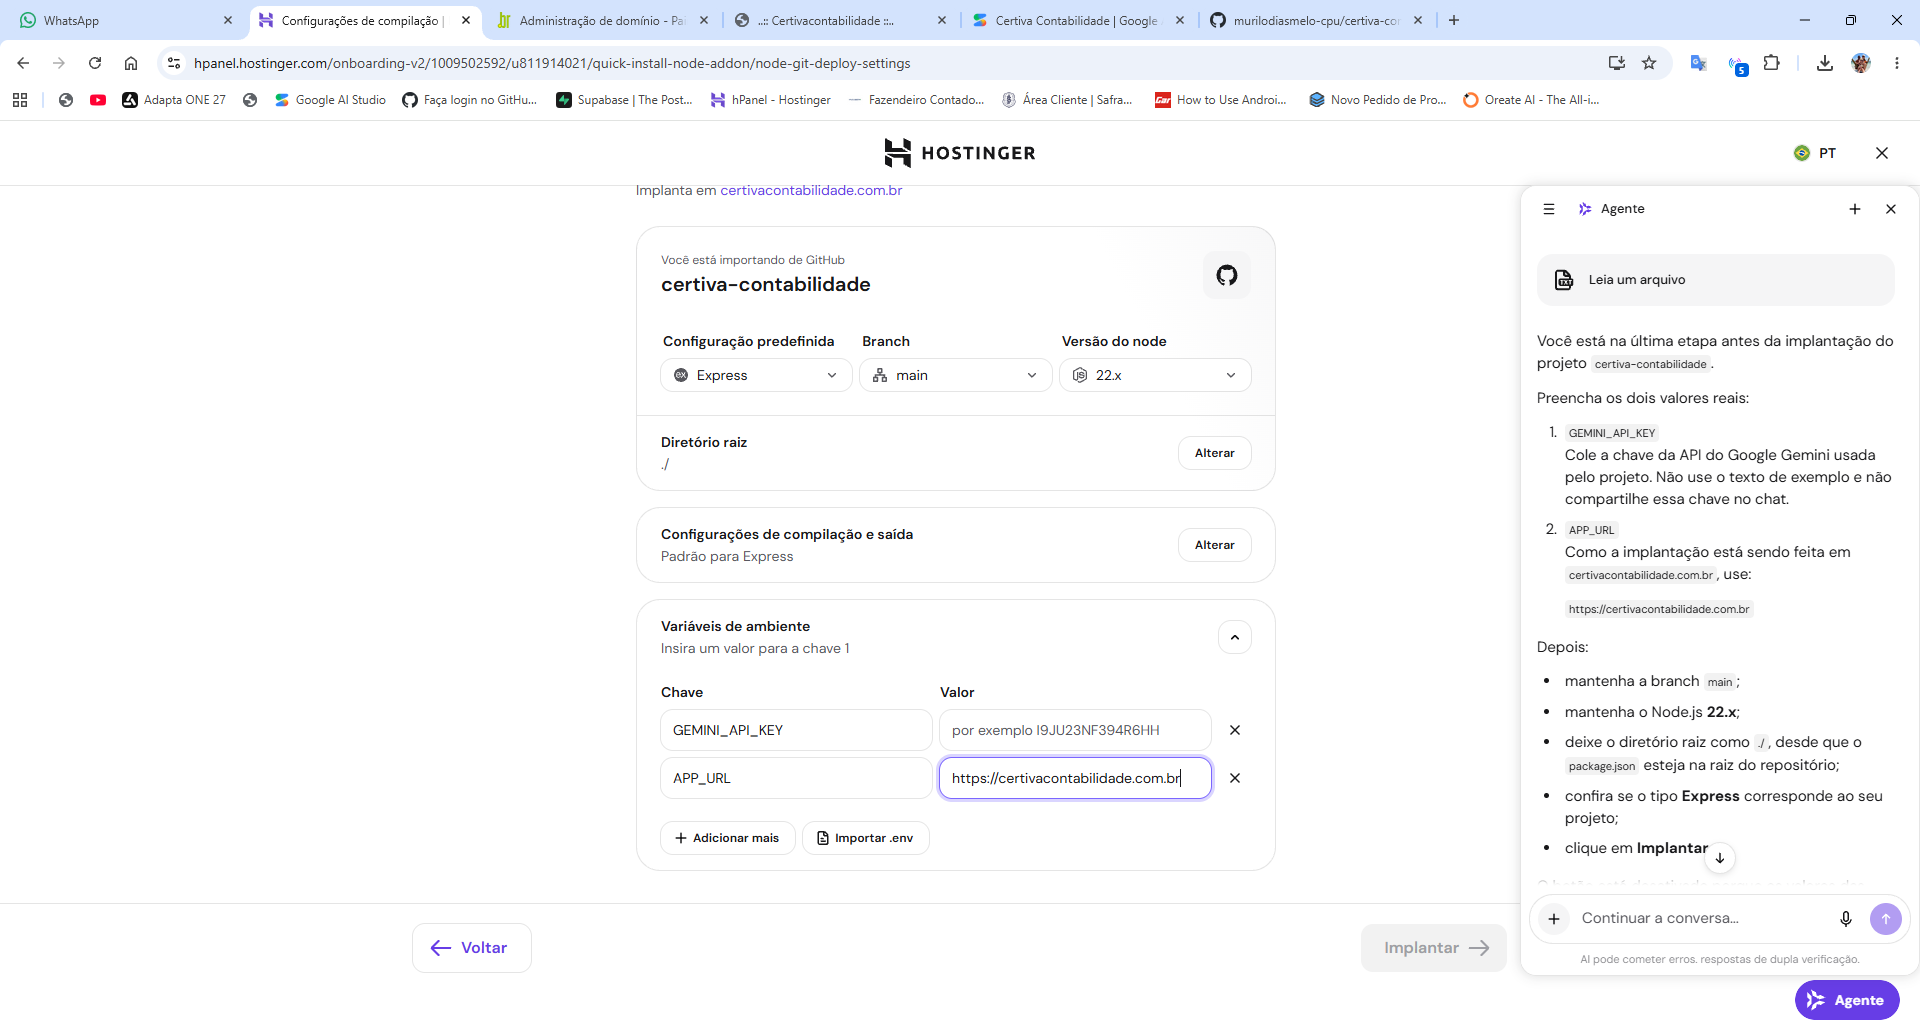 WhatsApp
Configurações de compilação |
Administração de domínio - Pa
..:: Certivacontabilidade ::..
Certiva Contabilidade | Google
murilodiasmelo-cpu/certiva-co
hpanel.hostinger.com/onboarding-v2/1009502592/u811914021/quick-install-node-addon/node-git-deploy-settings
5
Adapta ONE 27
Google AI Studio
Faça login no GitHu...
Supabase | The Post...
hPanel - Hostinger
Fazendeiro Contado...
Área Cliente | Safra...
How to Use Androi...
Novo Pedido de Pro...
Oreate AI - The All-i...
HOSTINGER
PT
Implanta em certivacontabilidade.com.br
Você está importando de GitHub
certiva-contabilidade
Configuração predefinida
Branch
Versão do node
Express
main
22.x
Diretório raiz
./
Alterar
Configurações de compilação e saída
Padrão para Express
Alterar
Variáveis de ambiente
Insira um valor para a chave 1
Chave
Valor
GEMINI_API_KEY
por exemplo I9JU23NF394R6HH
APP_URL
https://certivacontabilidade.com.br
Adicionar mais
Importar .env
Voltar
Implantar
Agente
Leia um arquivo
Você está na última etapa antes da implantação do
projeto certiva-contabilidade.
Preencha os dois valores reais:
1. GEMINI_API_KEY
Cole a chave da API do Google Gemini usada
pelo projeto. Não use o texto de exemplo e não
compartilhe essa chave no chat.
2. APP_URL
Como a implantação está sendo feita em
certivacontabilidade.com.br, use:
https://certivacontabilidade.com.br
Depois:
• mantenha a branch main;
• mantenha o Node.js 22.x;
• deixe o diretório raiz como ./, desde que o
package.json esteja na raiz do repositório;
• confira se o tipo Express corresponde ao seu
projeto;
• clique em Implantar
Continuar a conversa...
AI pode cometer erros. respostas de dupla verificação.
Agente